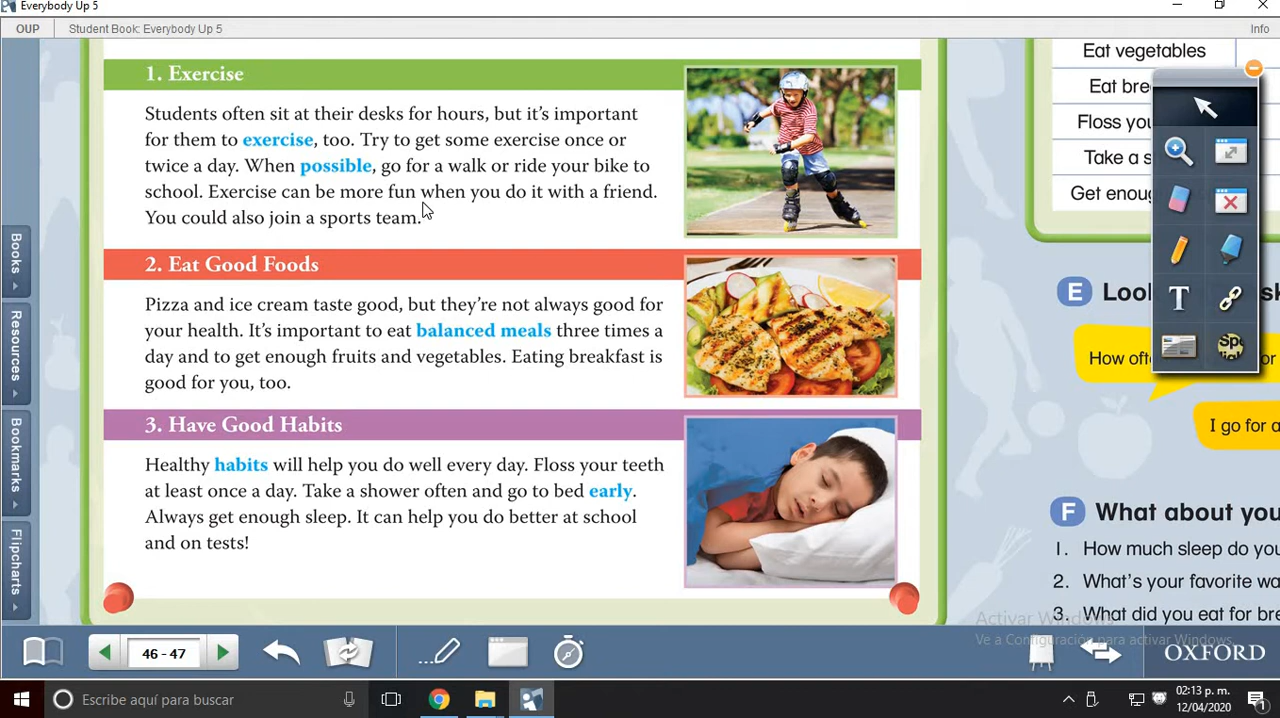 Everybody Up 5
OUP
Student Book: Everybody Up 5
Info
1. Exercise
Students often sit at their desks for hours, but it's important
for them to exercise, too. Try to get some exercise once or
twice a day. When possible, go for a walk or ride your bike to
school. Exercise can be more fun when you do it with a friend.
You could also join a sports team.
2. Eat Good Foods
Pizza and ice cream taste good, but they're not always good for
your health. It's important to eat balanced meals three times a
day and to get enough fruits and vegetables. Eating breakfast is
good for you, too.
3. Have Good Habits
Healthy habits will help you do well every day. Floss your teeth
at least once a day. Take a shower often and go to bed early.
Always get enough sleep. It can help you do better at school
and on tests!
Books
Resources
Bookmarks
Flipcharts
Eat vegetables
Eat bre
Floss you
Take a s
Get enoug
T
Spo
E Loo sk
How oft or
I go for a
F What about you
1. How much sleep do you
2. What's your favorite wa
3. What did you eat for bre
Activar Windows
Ve a Configuración para activar Windows.
46 - 47
OXFORD
Escribe aquí para buscar
02:13 p. m.
12/04/2020
1